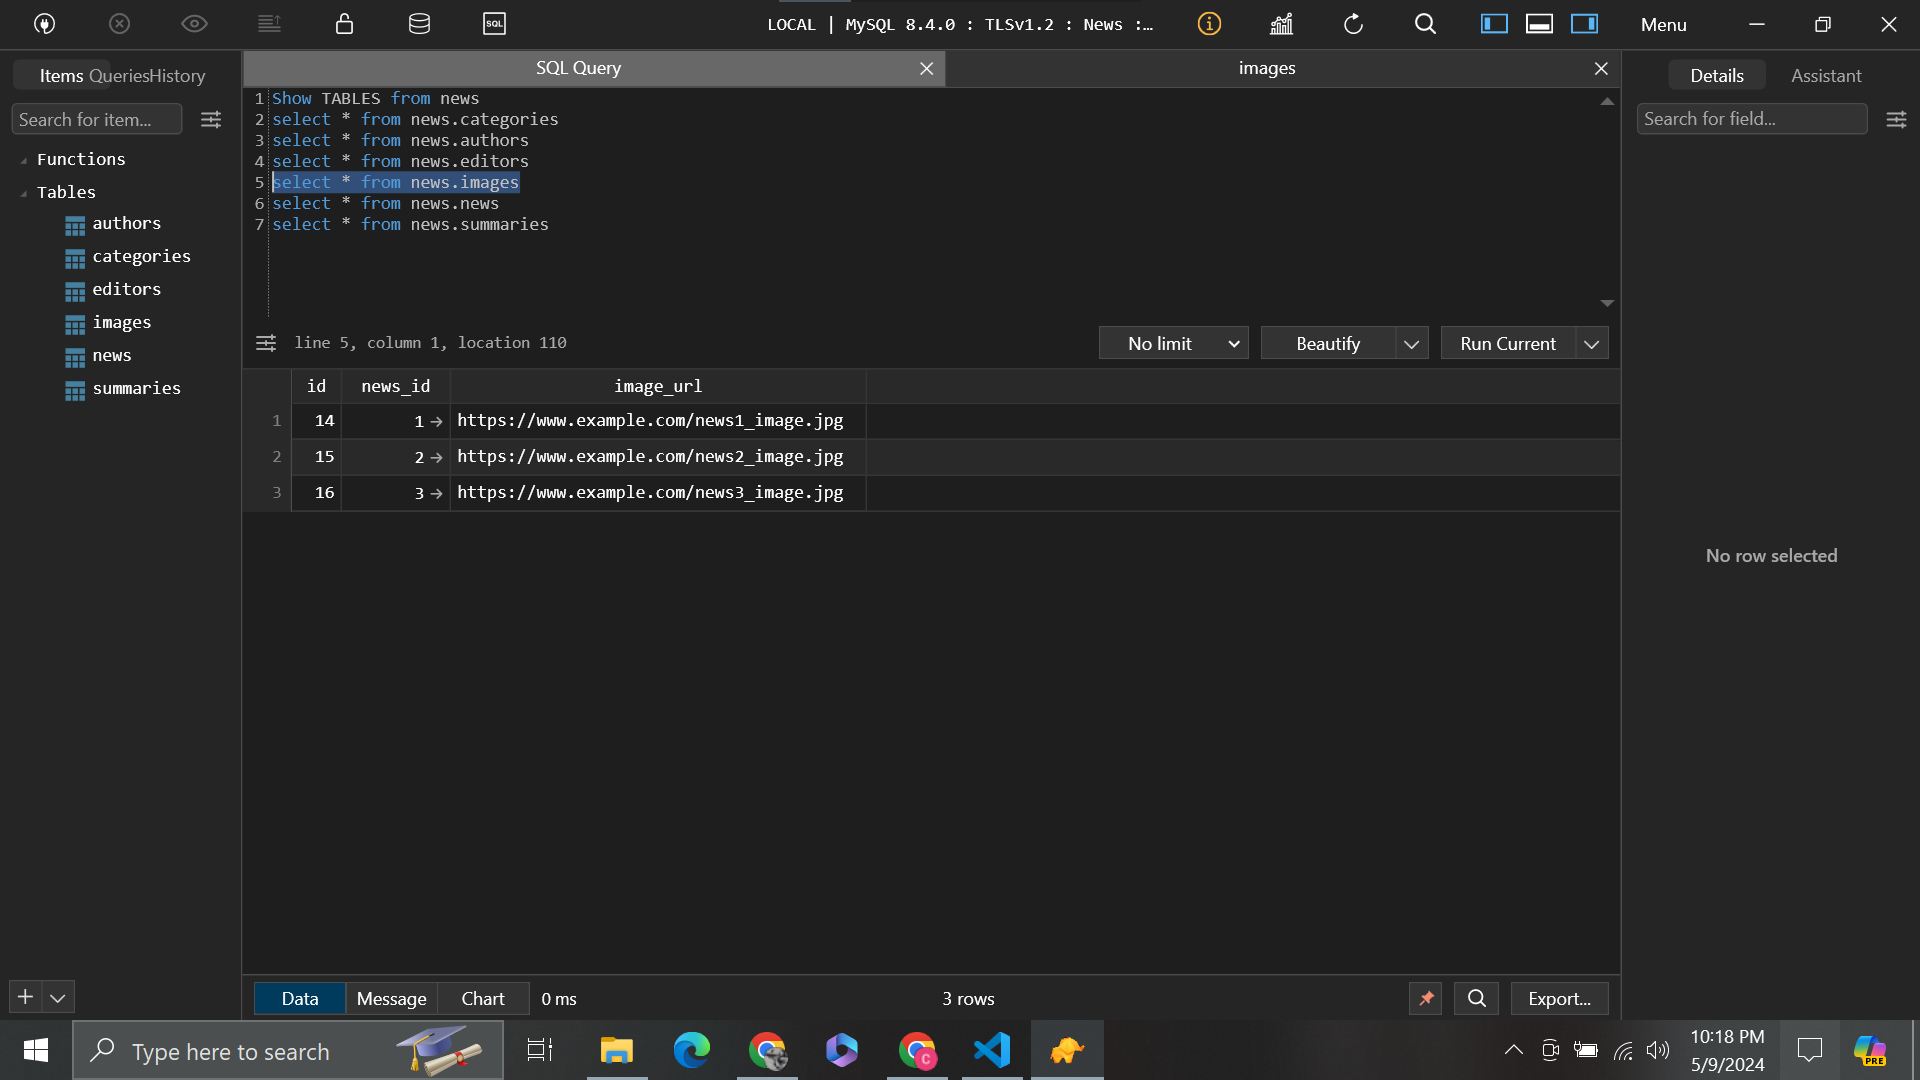 SQL
LOCAL | MySQL 8.4.0 : TLSv1.2 : News :…
Menu
Items Queries History
SQL Query
images
Details Assistant
Search for item...
Search for field...
Functions
Tables
authors
categories
editors
images
news
summaries
1 Show TABLES from news
2 select * from news.categories
3 select * from news.authors
4 select * from news.editors
5 select * from news.images
6 select * from news.news
7 select * from news.summaries
line 5, column 1, location 110
No limit
Beautify
Run Current
id news_id image_url
1 14 1 → https://www.example.com/news1_image.jpg
2 15 2 → https://www.example.com/news2_image.jpg
3 16 3 → https://www.example.com/news3_image.jpg
No row selected
Data Message Chart 0 ms
3 rows
Export...
Type here to search
C
10:18 PM
5/9/2024
PRE